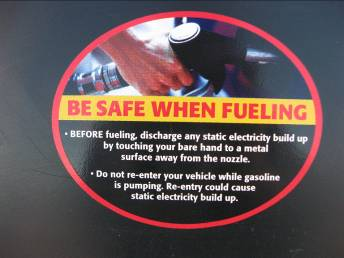 BE SAFE WHEN FUELING
• BEFORE fueling, discharge any static electricity build up
by touching your bare hand to a metal
surface away from the nozzle.
• Do not re-enter your vehicle while gasoline
is pumping. Re-entry could cause
static electricity build up.